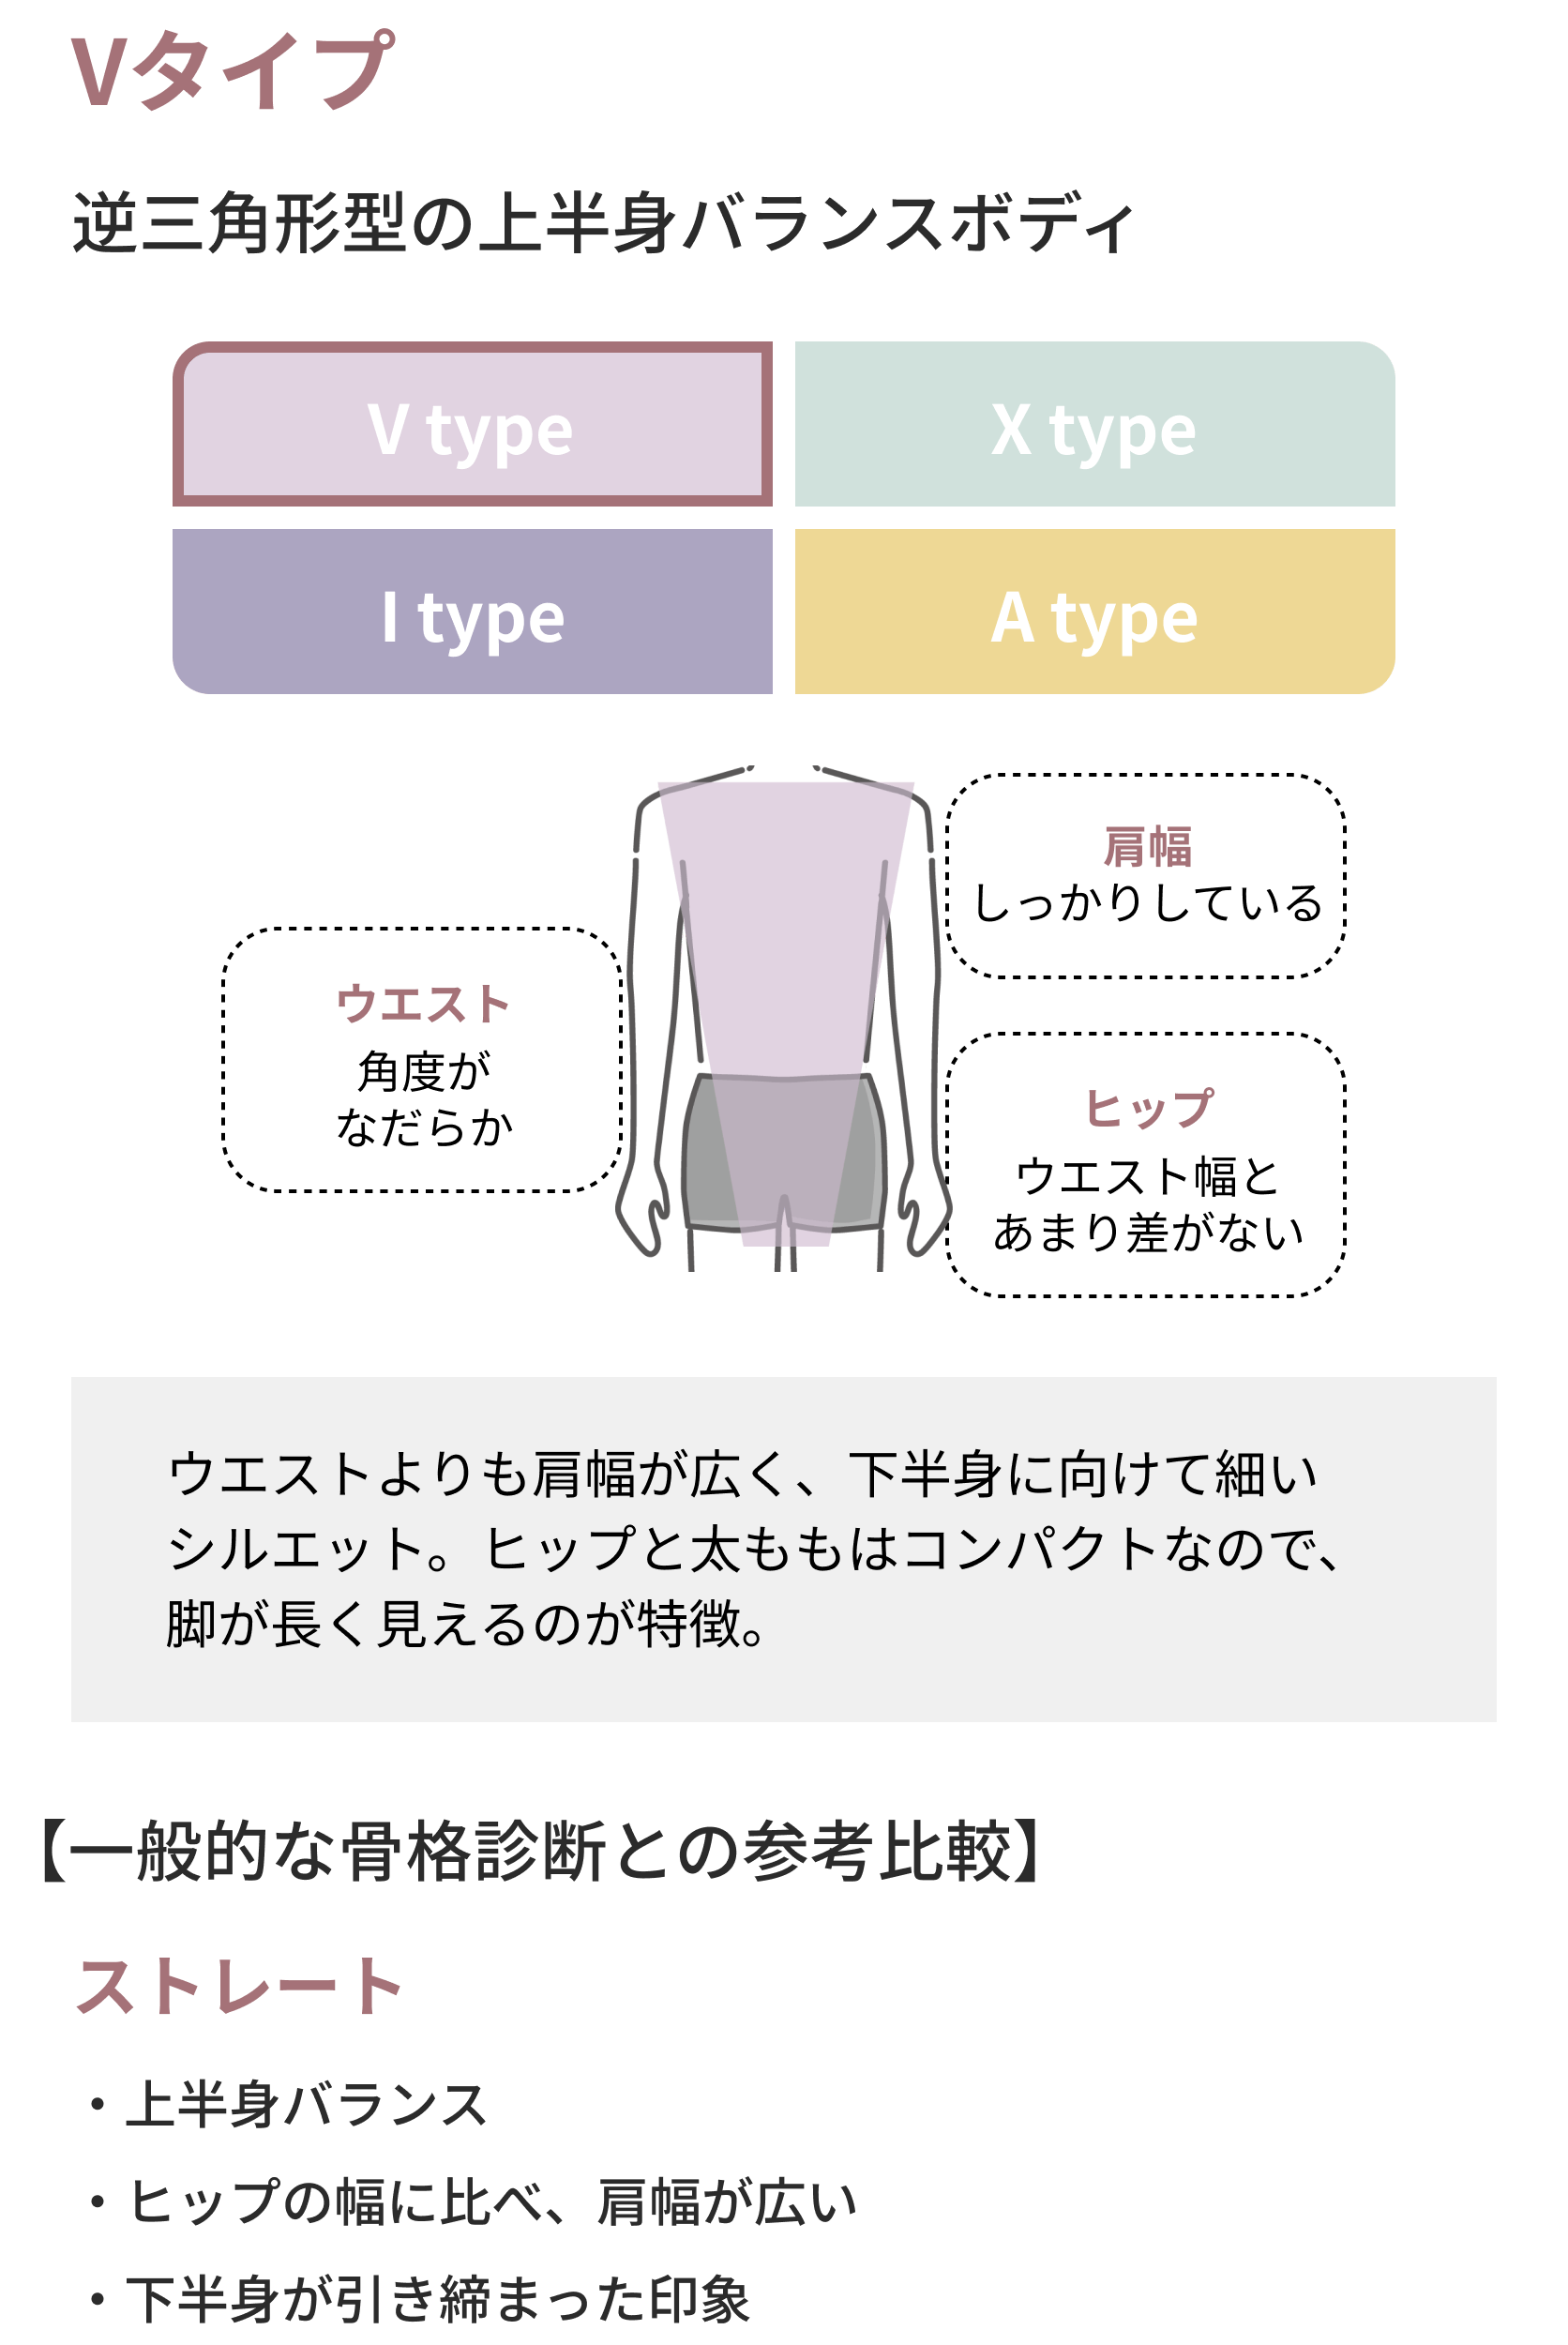 Vタイプ
逆三角形型の上半身バランスボディ
V type
X type
I type
A type
肩幅
しっかりしている
ウエスト
角度が
なだらか
ヒップ
ウエスト幅と
あまり差がない
ウエストよりも肩幅が広く、下半身に向けて細い
シルエット。ヒップと太ももはコンパクトなので、
脚が長く見えるのが特徴。
【一般的な骨格診断との参考比較】
ストレート
・上半身バランス
・ヒップの幅に比べ、肩幅が広い
・下半身が引き締まった印象